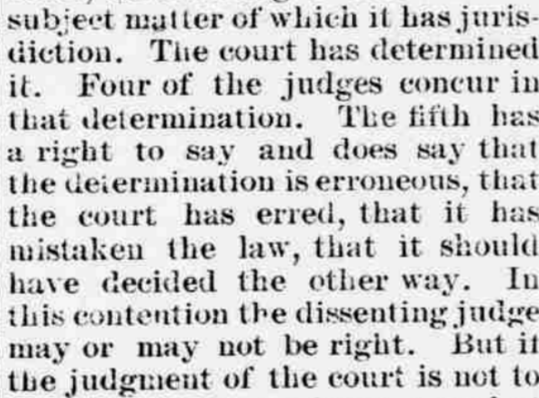 subject matter of which it has juris-
diction. The court has determined
it. Four of the judges concur in
that determination. The fifth has
a right to say and does say that
the determination is erroneous, that
the court has erred, that it has
mistaken the law, that it should
have decided the other way. In
this contention the dissenting judge
may or may not be right. But if
the judgment of the court is not to